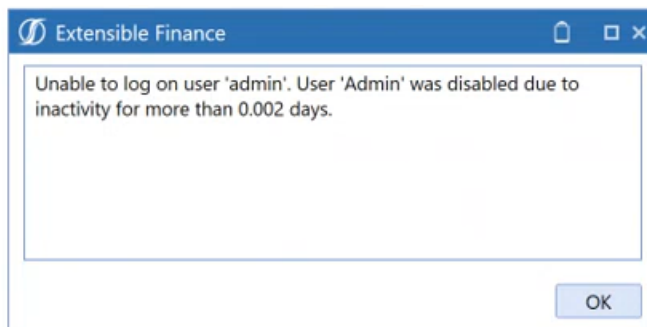 Extensible Finance
Unable to log on user 'admin'. User 'Admin' was disabled due to
inactivity for more than 0.002 days.
OK